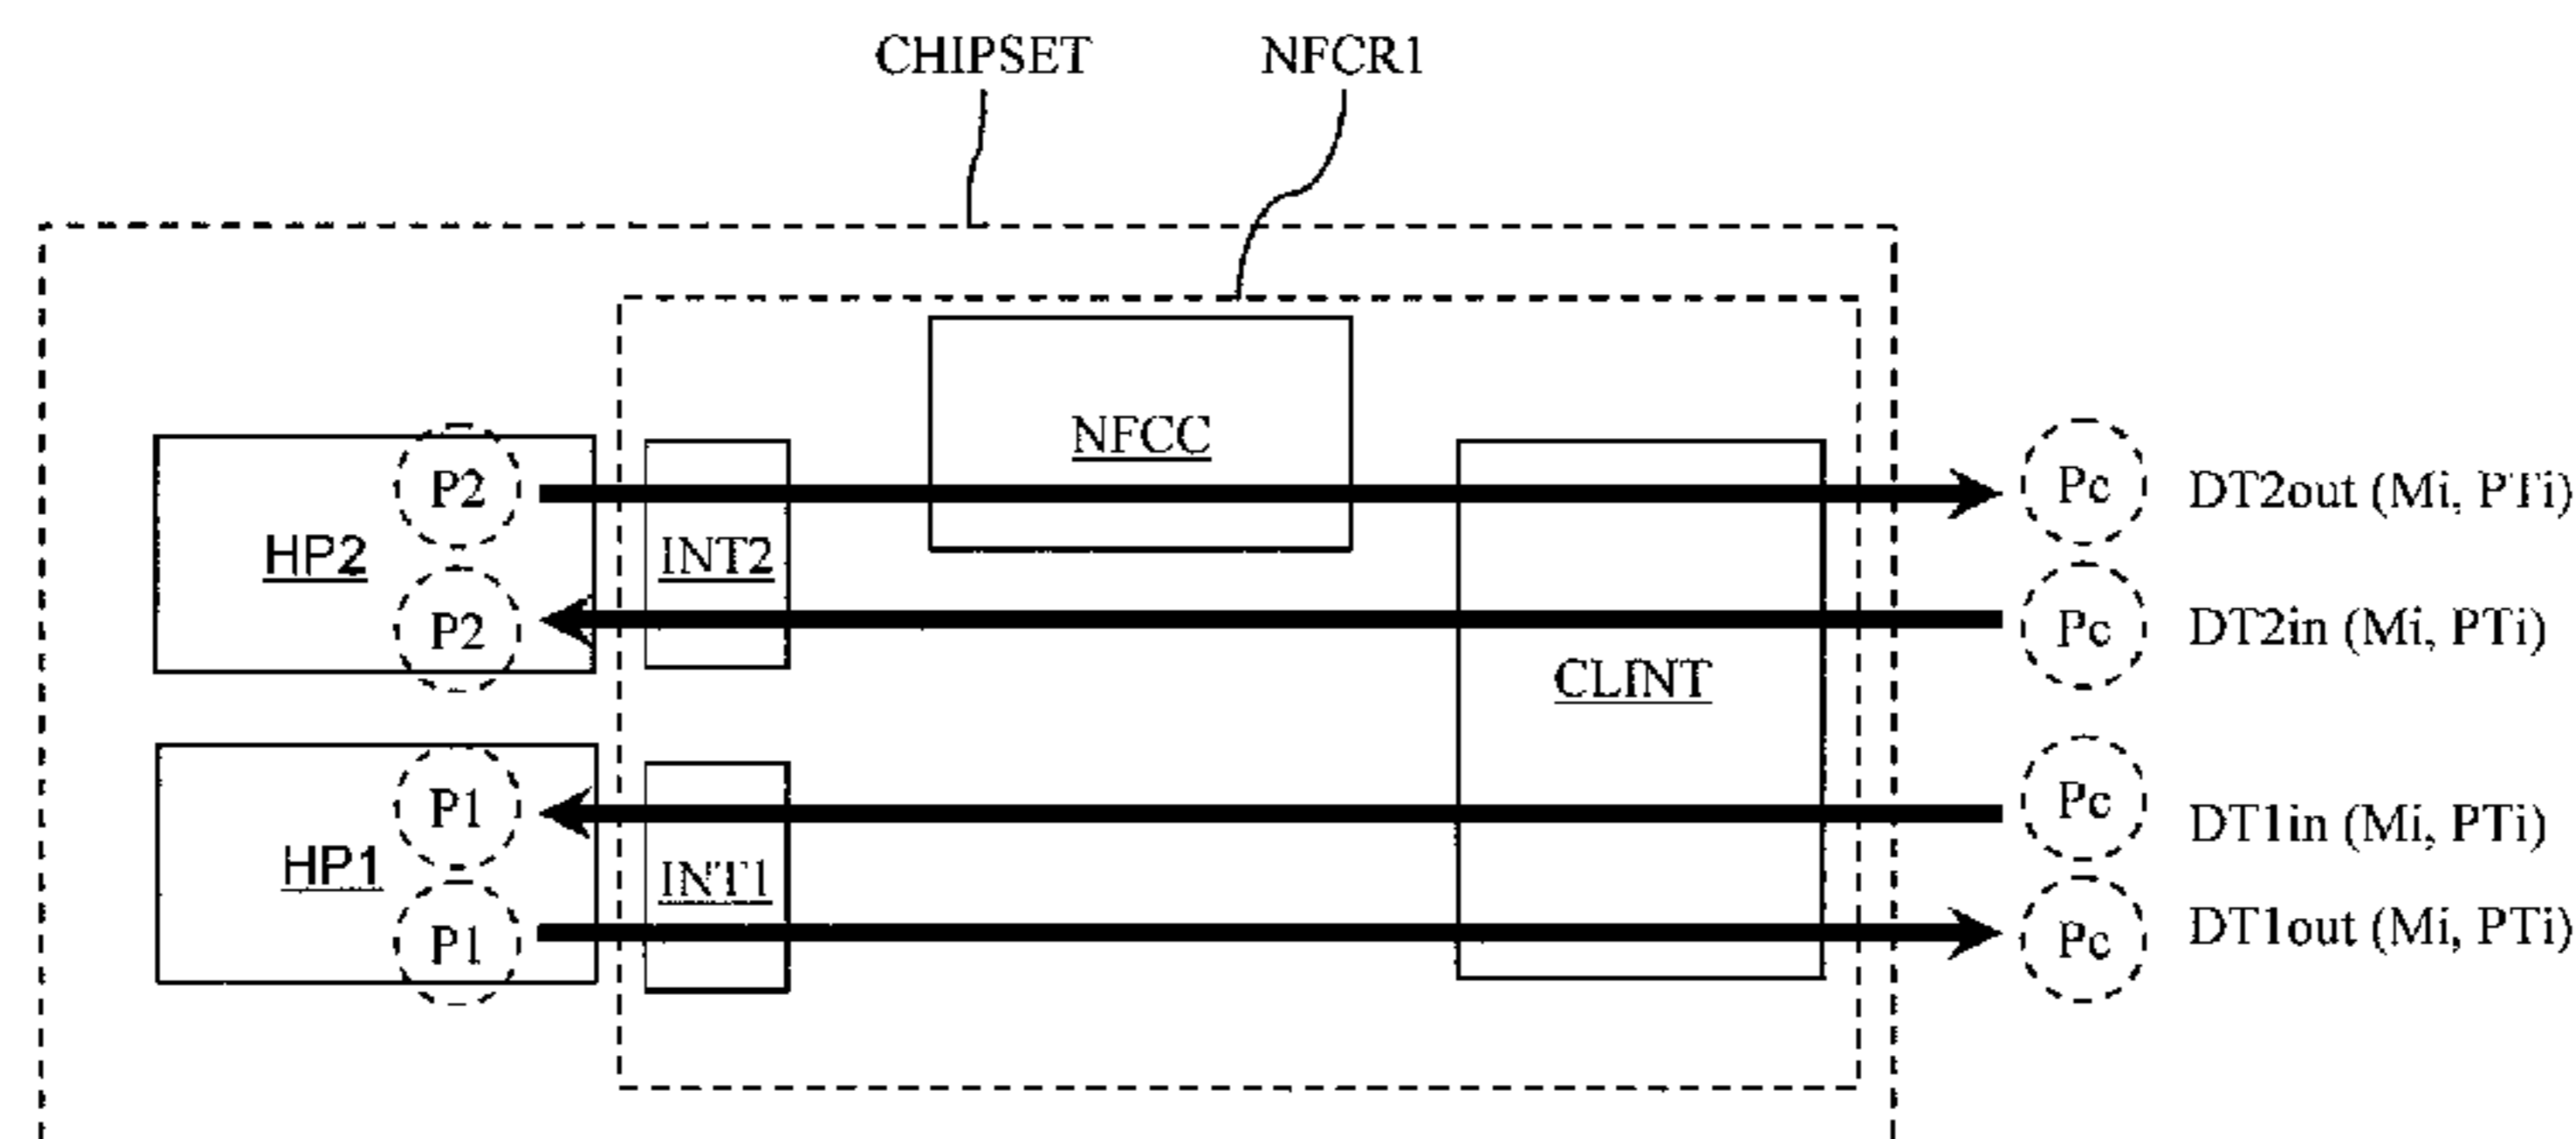 CHIPSET NFCR1
NFCC
P2 Pc DT2out (Mi, PTi)
HP2 INT2
P2 Pc DT2in (Mi, PTi)
CLINT
P1 Pc DT1in (Mi, PTi)
HP1 INT1
P1 Pc DT1out (Mi, PTi)